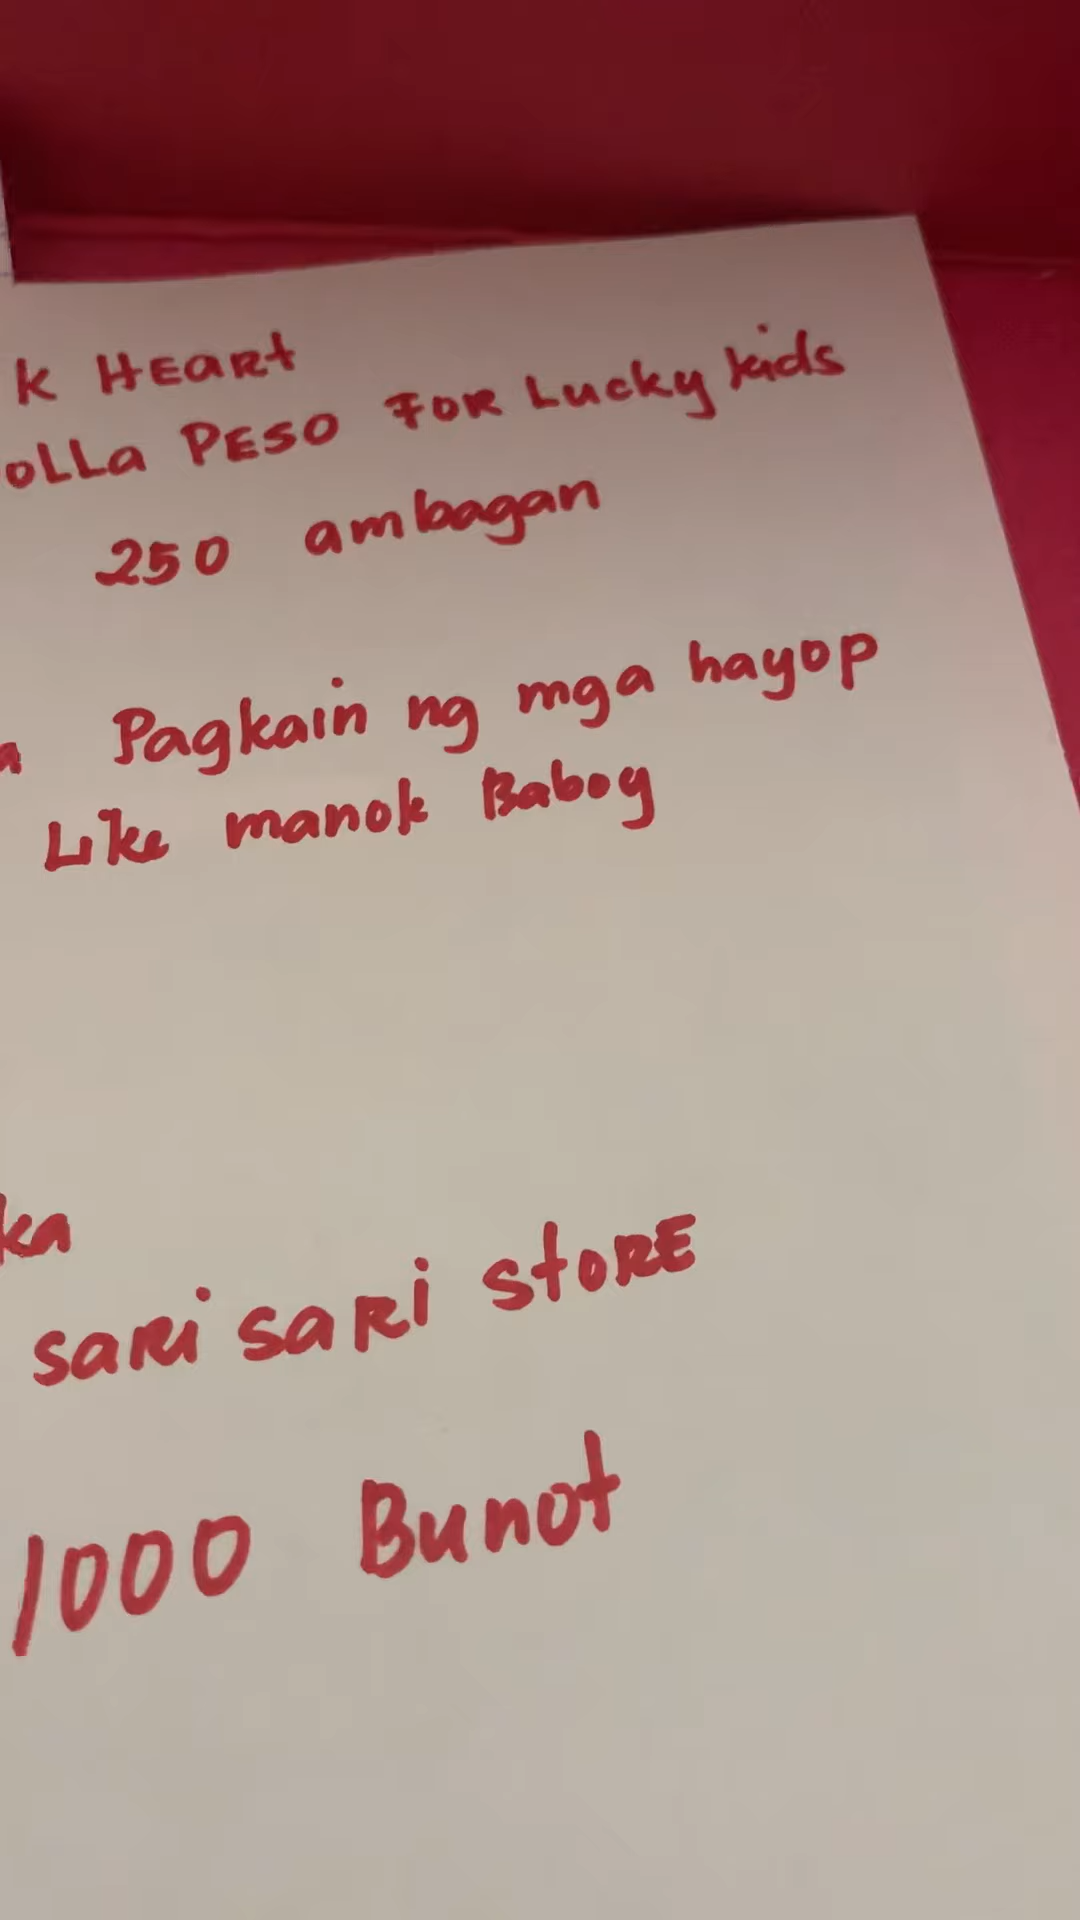 K HEaRt
oLLa PESO FOR Lucky kids
250 ambagan
a Pagkain ng mga hayop
Like manok Baboy
ka
saRi saRi stoRE
1000 Bunot